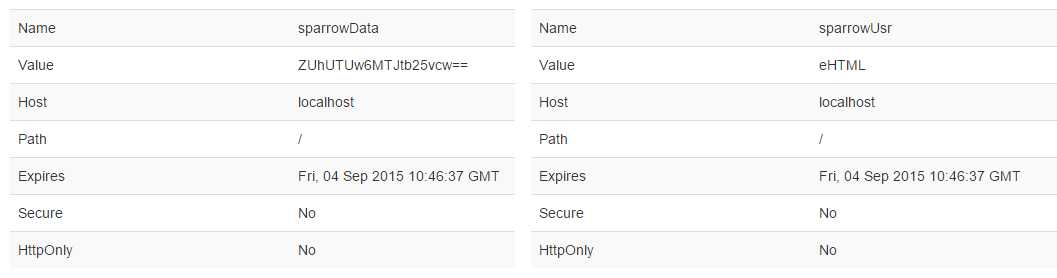 Name sparrowData
Value ZUhUTUw6MTJtb25vcw==
Host localhost
Path /
Expires Fri, 04 Sep 2015 10:46:37 GMT
Secure No
HttpOnly No
Name sparrowUsr
Value eHTML
Host localhost
Path /
Expires Fri, 04 Sep 2015 10:46:37 GMT
Secure No
HttpOnly No